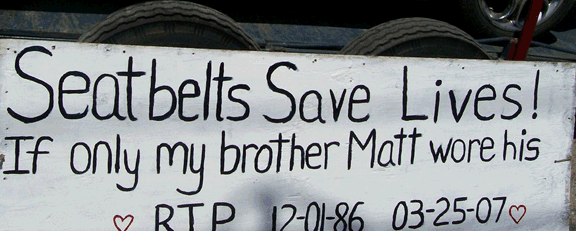 Seatbelts Save Lives!
If only my brother Matt wore his
RIP 12-01-86 03-25-07